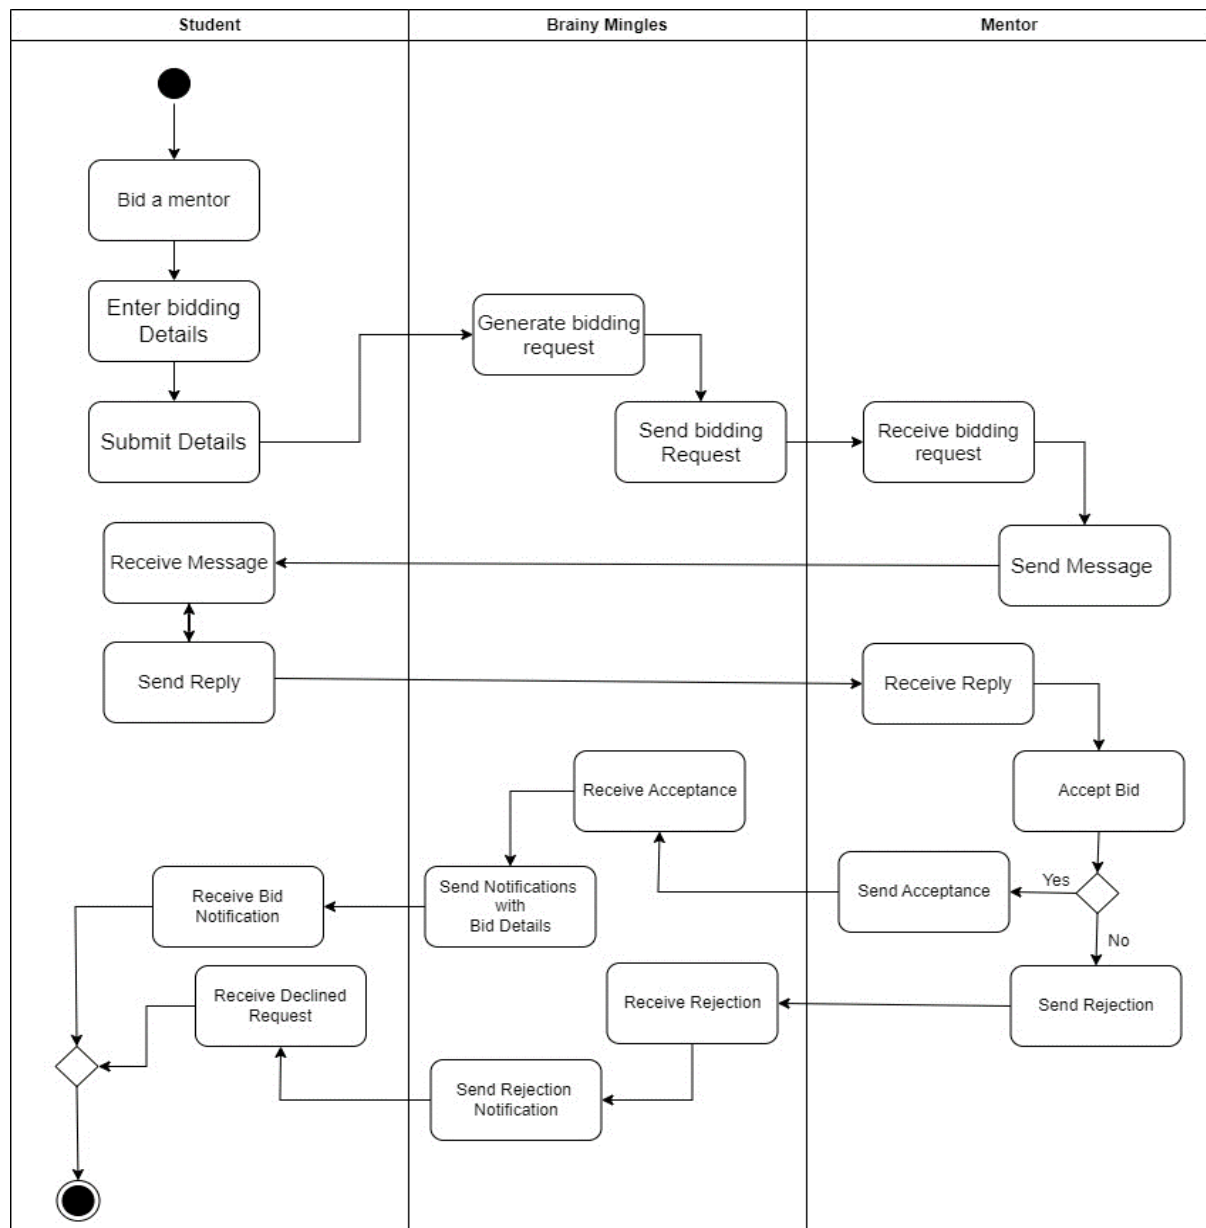 Student
Brainy Mingles
Mentor
Bid a mentor
Enter bidding
Details
Generate bidding
request
Submit Details
Send bidding
Request
Receive bidding
request
Receive Message
Send Message
Send Reply
Receive Reply
Receive Acceptance
Accept Bid
Receive Bid
Notification
Send Notifications
with
Bid Details
Send Acceptance
Yes
No
Receive Declined
Request
Receive Rejection
Send Rejection
Send Rejection
Notification